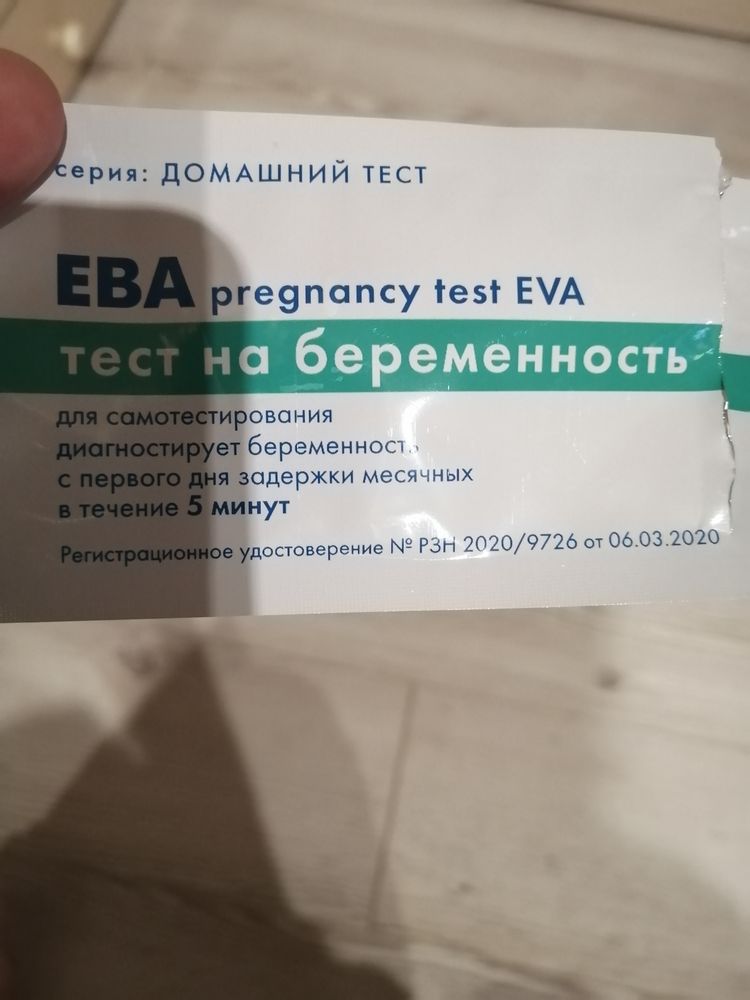 серия: ДОМАШНИЙ ТЕСТ
ЕВА pregnancy test EVA
тест на беременность
для самотестирования
диагностирует беременность
с первого дня задержки месячных
в течение 5 минут
Регистрационное удостоверение № РЗН 2020/9726 от 06.03.2020